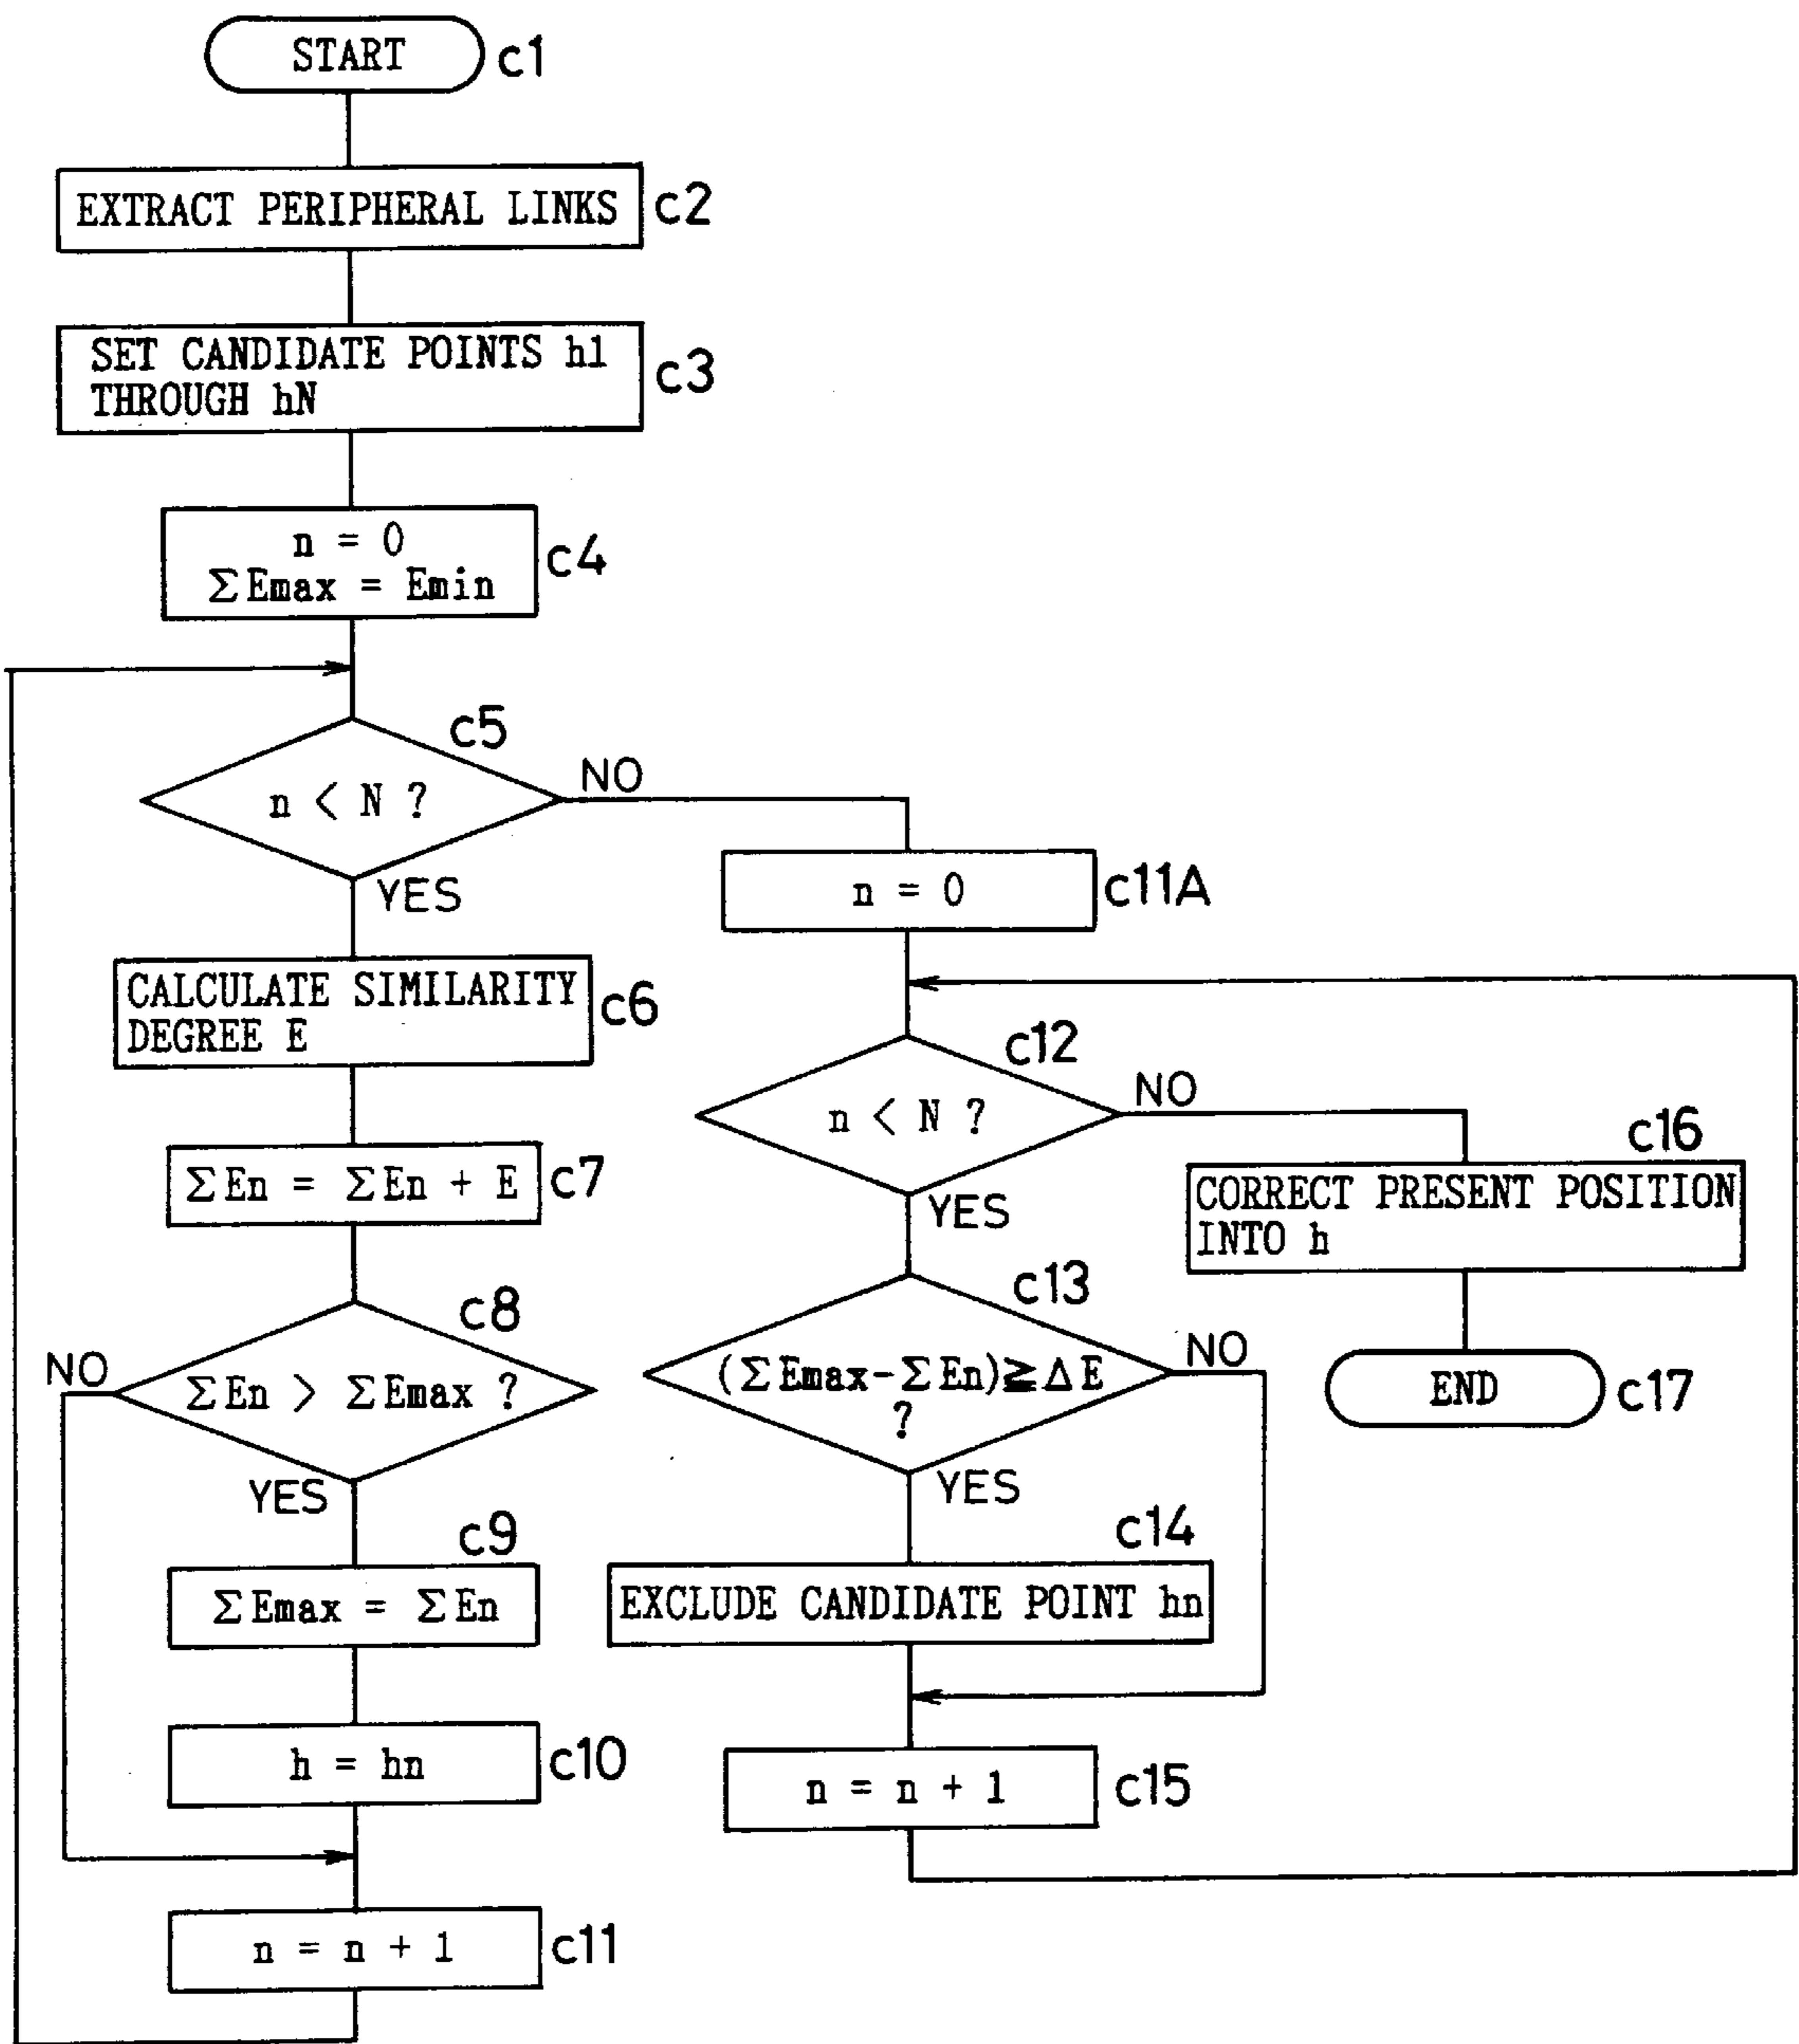 START
c1
EXTRACT PERIPHERAL LINKS
c2
SET CANDIDATE POINTS h1
THROUGH hN
c3
n = 0
ΣEmax = Emin
c4
c5
n < N ?
NO
YES
CALCULATE SIMILARITY
DEGREE E
c6
ΣEn = ΣEn + E
c7
c8
NO
ΣEn > ΣEmax ?
YES
c9
ΣEmax = ΣEn
h = hn
c10
n = n + 1
c11
n = 0
c11A
c12
n < N ?
NO
YES
c13
(ΣEmax-ΣEn)≧ΔE
?
NO
YES
c14
EXCLUDE CANDIDATE POINT hn
n = n + 1
c15
c16
CORRECT PRESENT POSITION
INTO h
END
c17